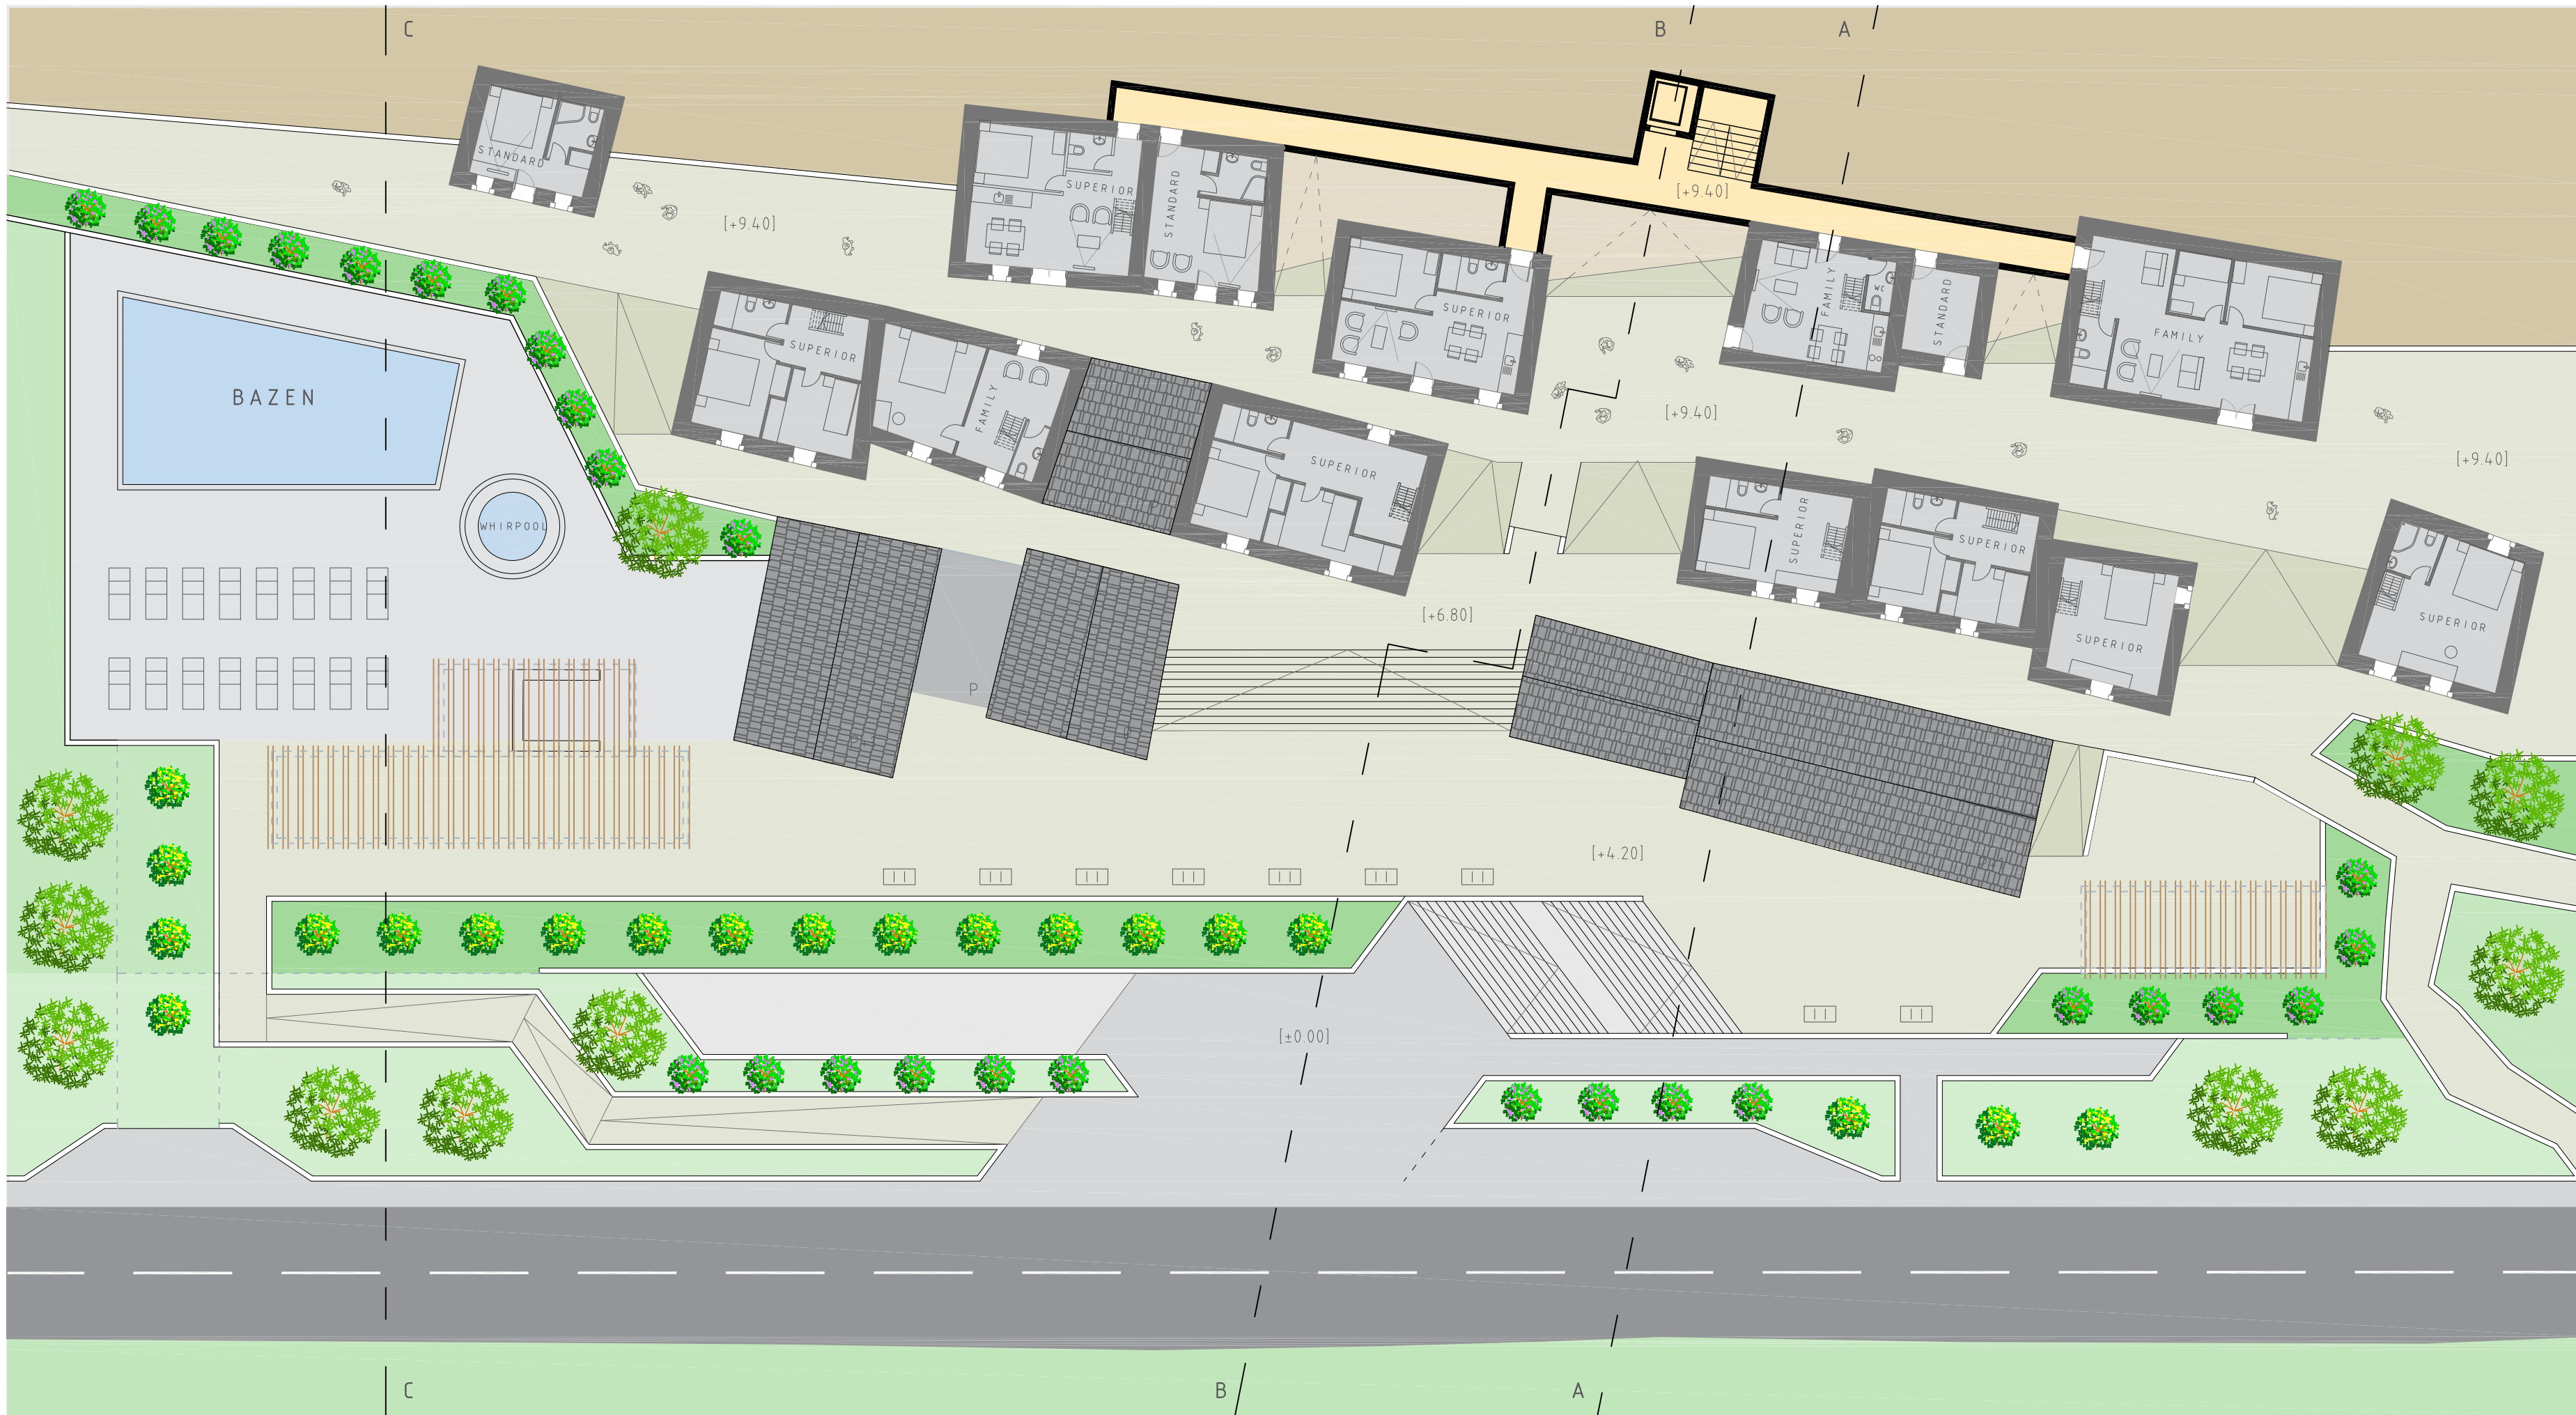 C
B
A
STANDARD
SUPERIOR
STANDARD
[+9.40]
[+9.40]
SUPERIOR
FAMILY
WC
STANDARD
FAMILY
SUPERIOR
FAMILY
BAZEN
[+9.40]
SUPERIOR
[+9.40]
WHIRPOOL
SUPERIOR
SUPERIOR
SUPERIOR
SUPERIOR
[+6.80]
P
[+4.20]
[±0.00]
C
B
A